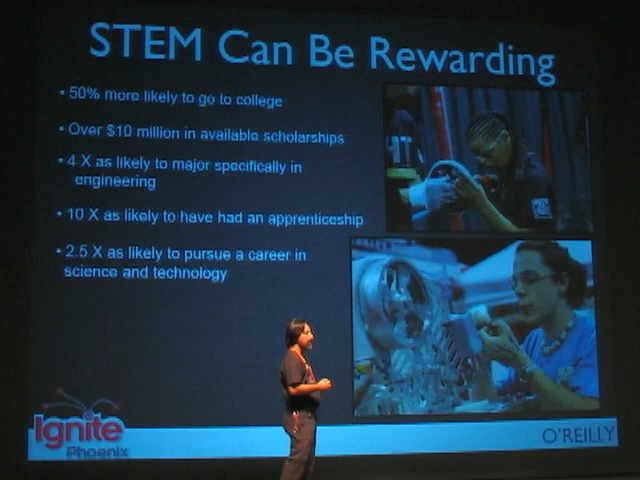 STEM Can Be Rewarding
• 50% more likely to go to college
• Over $10 million in available scholarships
• 4 X as likely to major specifically in
engineering
• 10 X as likely to have had an apprenticeship
• 2.5 X as likely to pursue a career in
science and technology
Ignite
Phoenix
O'REILLY